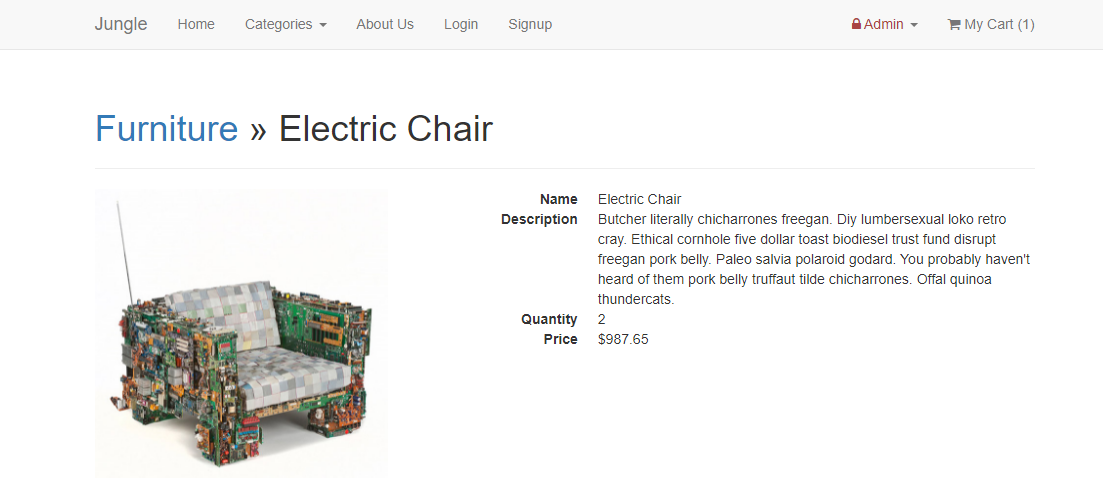 Jungle Home Categories About Us Login Signup Admin My Cart (1)
Furniture » Electric Chair
Name Electric Chair
Description Butcher literally chicharrones freegan. Diy lumbersexual loko retro
cray. Ethical cornhole five dollar toast biodiesel trust fund disrupt
freegan pork belly. Paleo salvia polaroid godard. You probably haven't
heard of them pork belly truffaut tilde chicharrones. Offal quinoa
thundercats.
Quantity 2
Price $987.65